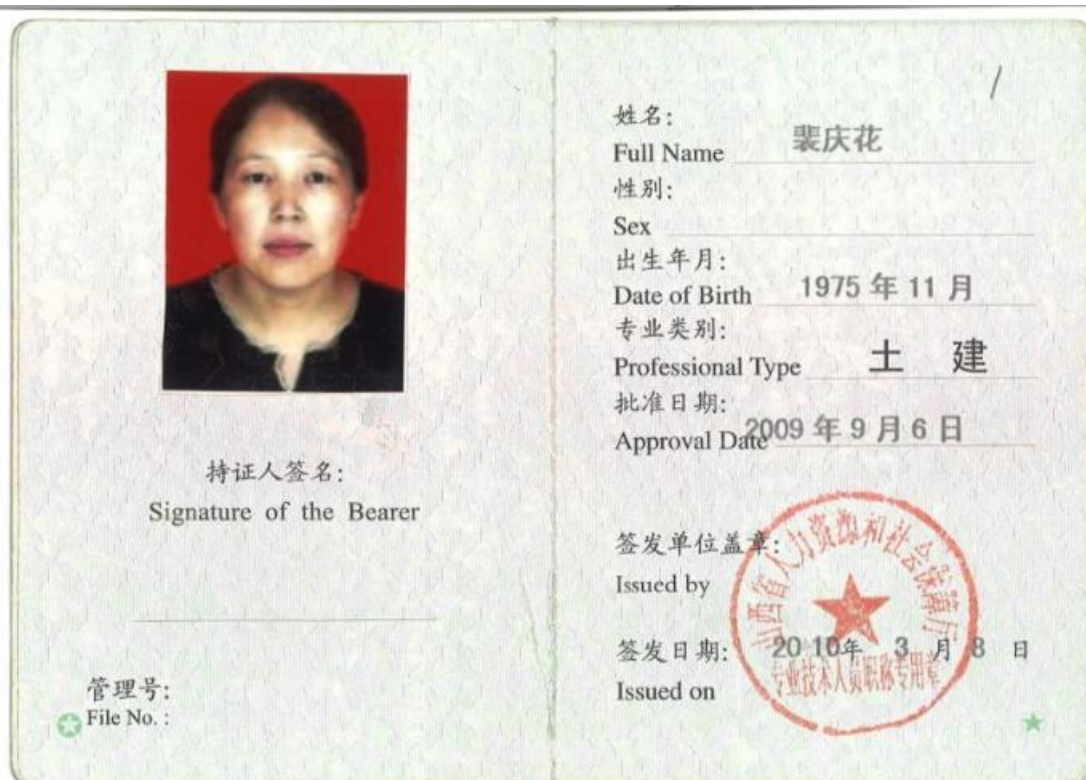 持证人签名:
Signature of the Bearer
管理号:
File No. :
姓名:
Full Name 裴庆花
性别:
Sex
出生年月:
Date of Birth 1975 年 11 月
专业类别:
Professional Type 土 建
批准日期:
Approval Date 2009 年 9 月 6 日
签发单位盖章:
Issued by
山西省人力资源和社会保障厅
签发日期: 2010年 3 月 8 日
专业技术人员职称专用章
Issued on